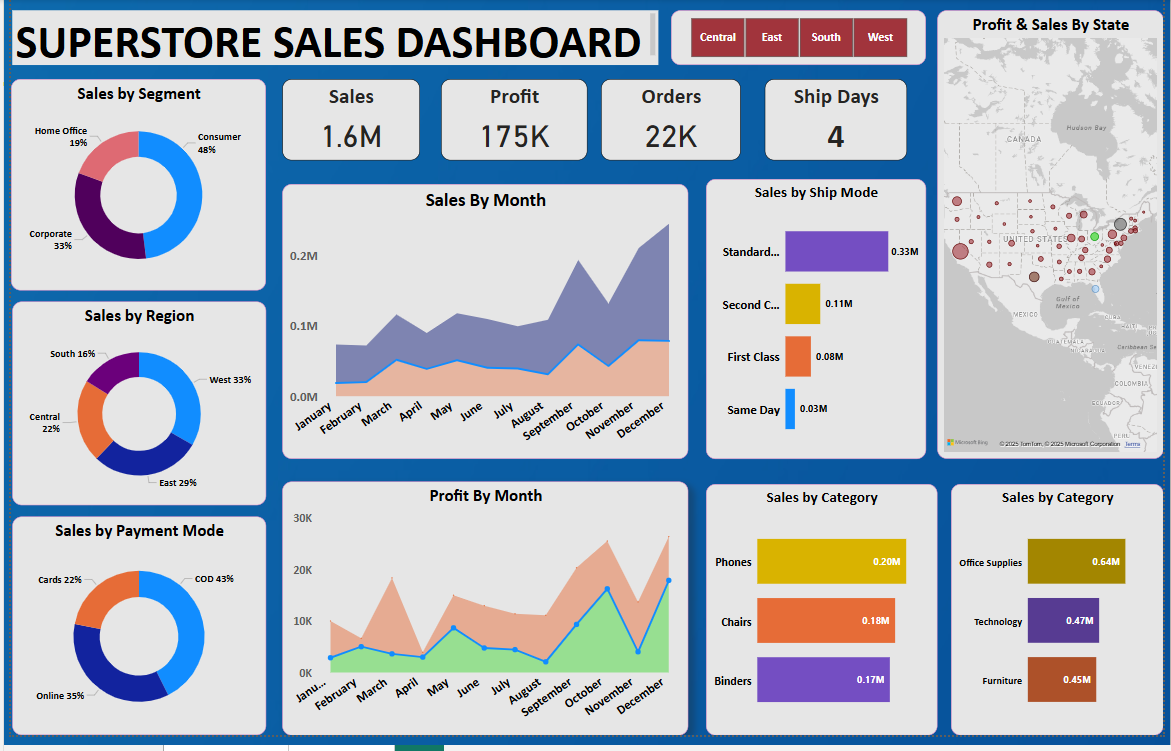 SUPERSTORE SALES DASHBOARD
Central
East
South
West
Profit & Sales By State
Sales by Segment
Home Office
19%
Consumer
48%
Corporate
33%
Sales
1.6M
Profit
175K
Orders
22K
Ship Days
4
Sales By Month
0.2M
0.1M
0.0M
January
February
March
April
May
June
July
August
September
October
November
December
Sales by Ship Mode
Standard...
0.33M
Second C...
0.11M
First Class
0.08M
Same Day
0.03M
Hudson Bay
CANADA
UNITED STATES
Gulf of
Mexico
MEXICO
CUBA
HAITI
GUATEMALA
NICARAGUA
Caribbean Se
VENEZ
COLOMBIA
ECUADOR
PERU
Microsoft Bing
© 2025 TomTom, © 2025 Microsoft Corporation
Terms
Sales by Region
South 16%
West 33%
Central
22%
East 29%
Sales by Payment Mode
Cards 22%
COD 43%
Online 35%
Profit By Month
30K
20K
10K
0K
Janu...
February
March
April
May
June
July
August
September
October
November
December
Sales by Category
Phones
0.20M
Chairs
0.18M
Binders
0.17M
Sales by Category
Office Supplies
0.64M
Technology
0.47M
Furniture
0.45M